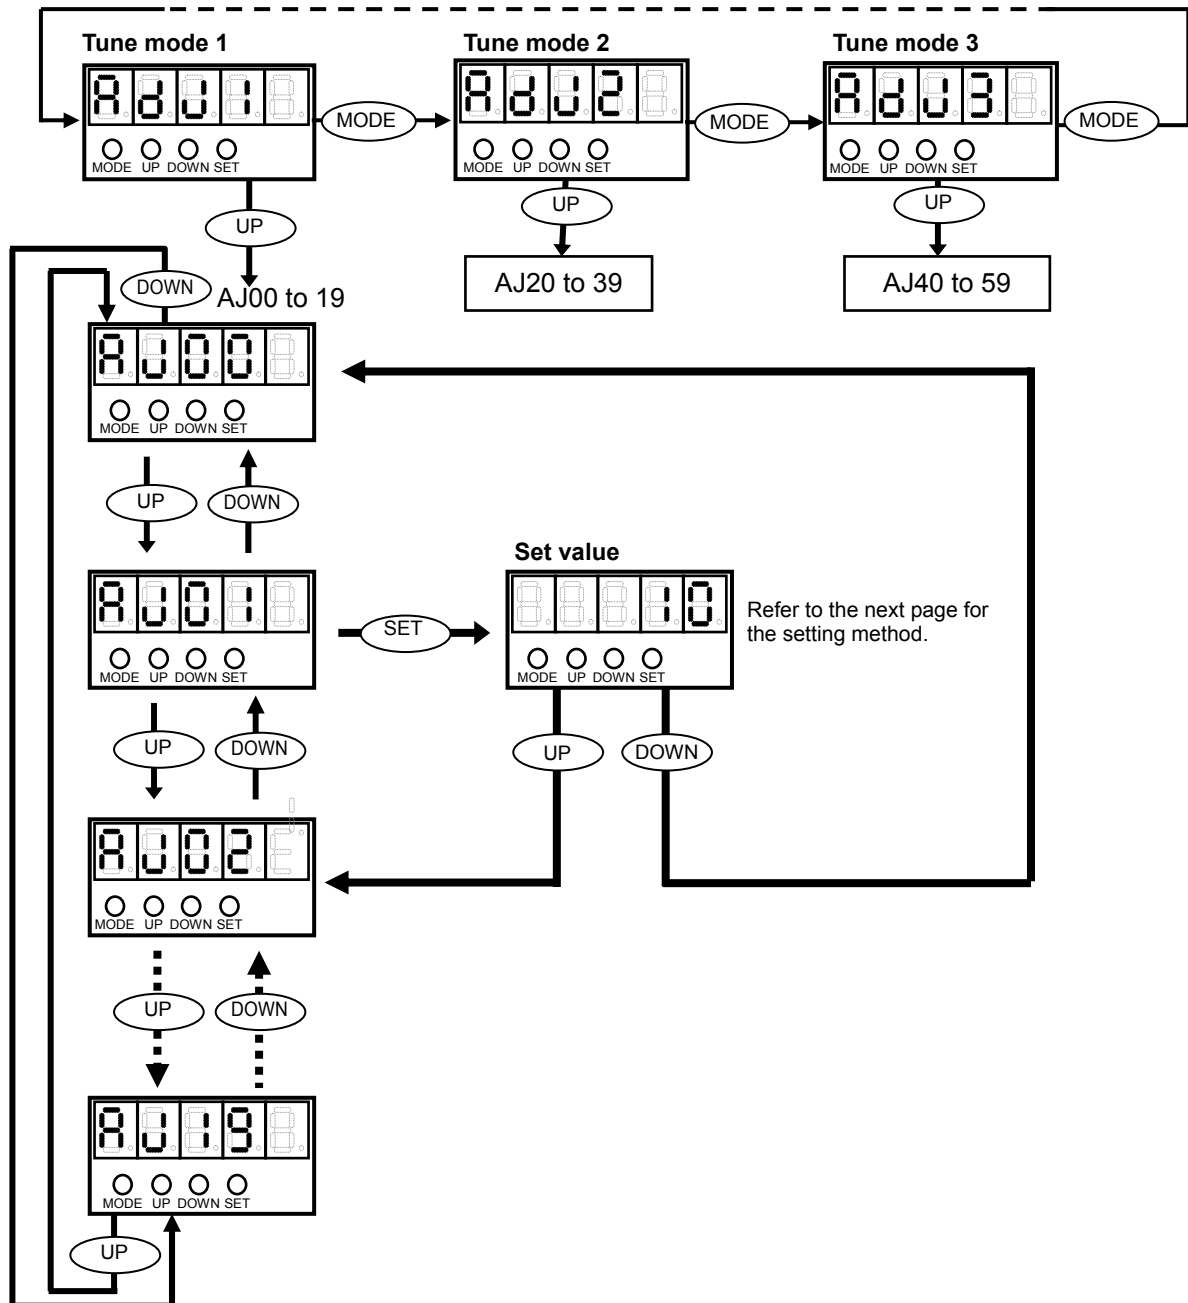 Tune mode 1
Tune mode 2
Tune mode 3
AdJ1
MODE
AdJ2
MODE
AdJ3
MODE
MODE UP DOWN SET
MODE UP DOWN SET
MODE UP DOWN SET
UP
UP
UP
DOWN
AJ00 to 19
AJ20 to 39
AJ40 to 59
AJ00
MODE UP DOWN SET
UP
DOWN
Set value
AJ01
SET
10
Refer to the next page for
the setting method.
MODE UP DOWN SET
MODE UP DOWN SET
UP
DOWN
UP
DOWN
AJ02
MODE UP DOWN SET
UP
DOWN
AJ19
MODE UP DOWN SET
UP